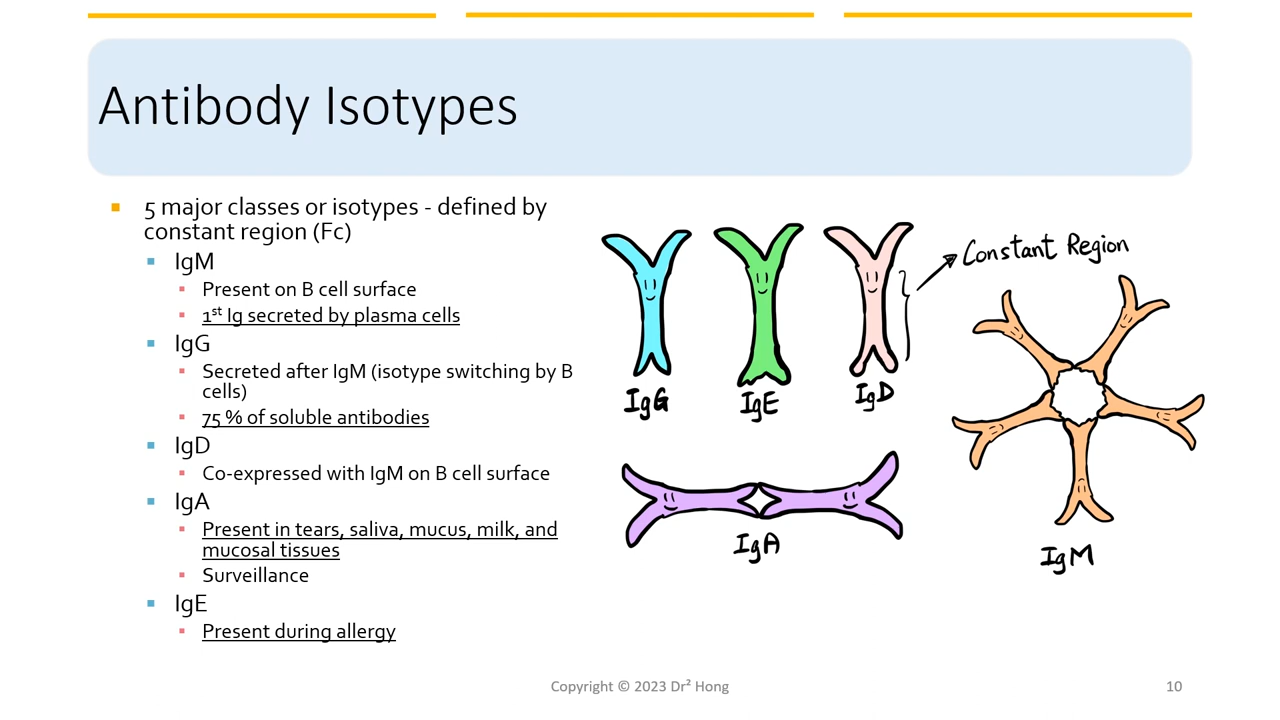 Antibody Isotypes
5 major classes or isotypes - defined by
constant region (Fc)
IgM
Present on B cell surface
1st Ig secreted by plasma cells
IgG
Secreted after IgM (isotype switching by B
cells)
75 % of soluble antibodies
IgD
Co-expressed with IgM on B cell surface
IgA
Present in tears, saliva, mucus, milk, and
mucosal tissues
Surveillance
IgE
Present during allergy
Constant Region
IgG
IgE
IgD
IgA
IgM
Copyright © 2023 Dr² Hong
10